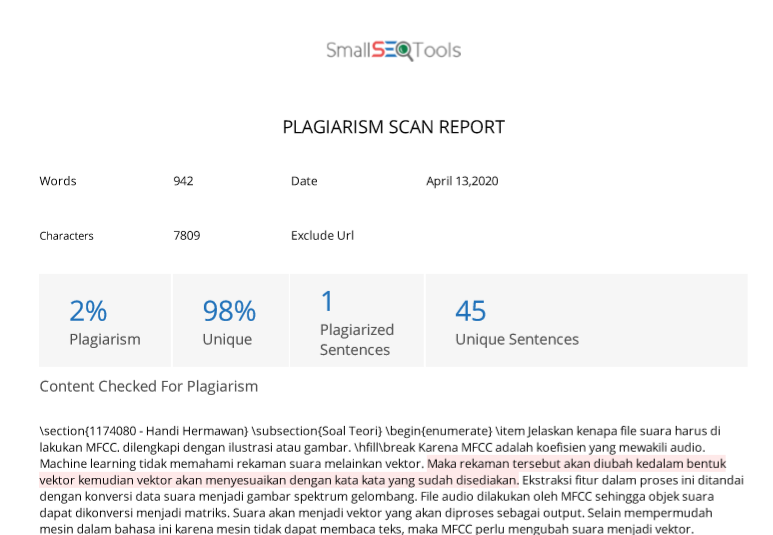 SmallSEOTools
PLAGIARISM SCAN REPORT
Words 942 Date April 13,2020
Characters 7809 Exclude Url
2% Plagiarism
98% Unique
1 Plagiarized Sentences
45 Unique Sentences
Content Checked For Plagiarism
\section{1174080 - Handi Hermawan} \subsection{Soal Teori} \begin{enumerate} \item Jelaskan kenapa file suara harus di
lakukan MFCC. dilengkapi dengan ilustrasi atau gambar. \hfill\break Karena MFCC adalah koefisien yang mewakili audio.
Machine learning tidak memahami rekaman suara melainkan vektor. Maka rekaman tersebut akan diubah kedalam bentuk
vektor kemudian vektor akan menyesuaikan dengan kata kata yang sudah disediakan. Ekstraksi fitur dalam proses ini ditandai
dengan konversi data suara menjadi gambar spektrum gelombang. File audio dilakukan oleh MFCC sehingga objek suara
dapat dikonversi menjadi matriks. Suara akan menjadi vektor yang akan diproses sebagai output. Selain mempermudah
mesin dalam bahasa ini karena mesin tidak dapat membaca teks, maka MFCC perlu mengubah suara menjadi vektor.